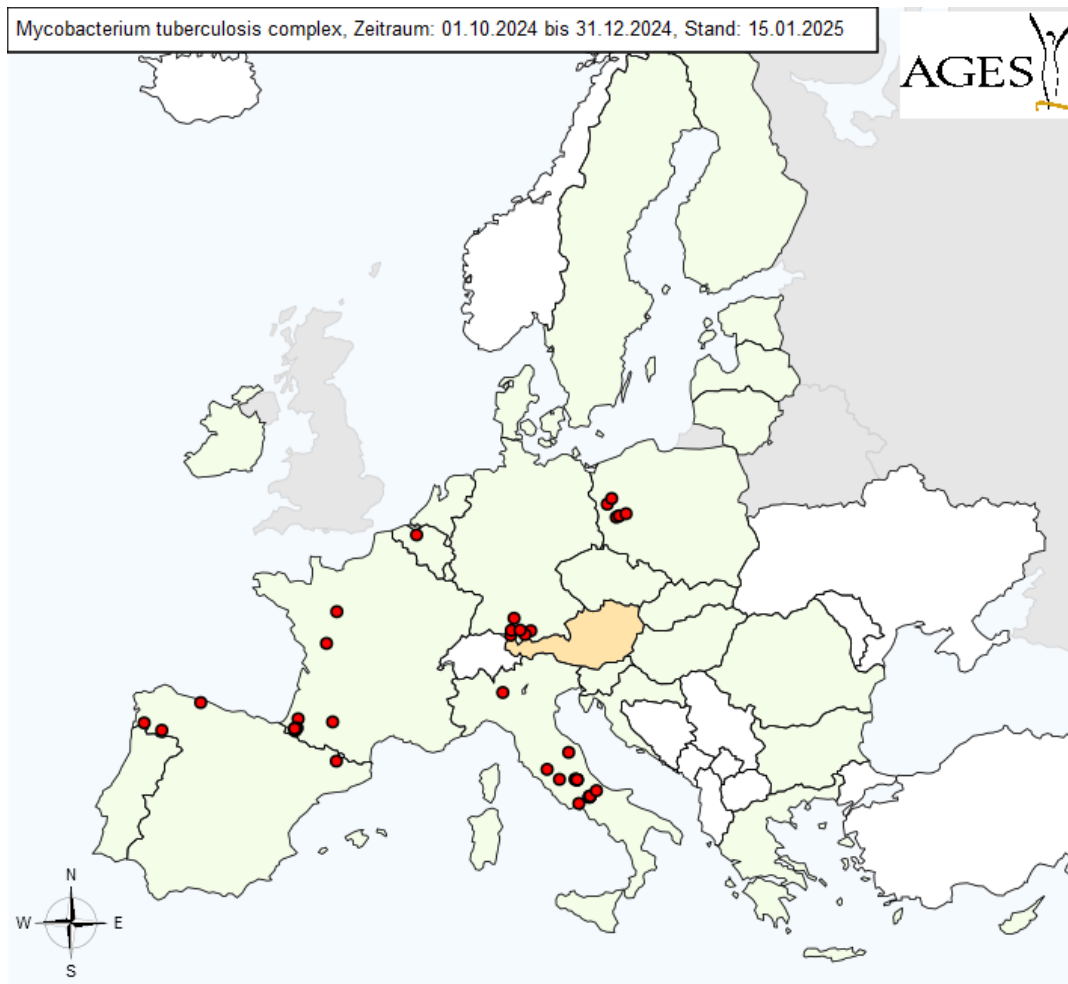 Mycobacterium tuberculosis complex, Zeitraum: 01.10.2024 bis 31.12.2024, Stand: 15.01.2025
AGES
N
W E
S